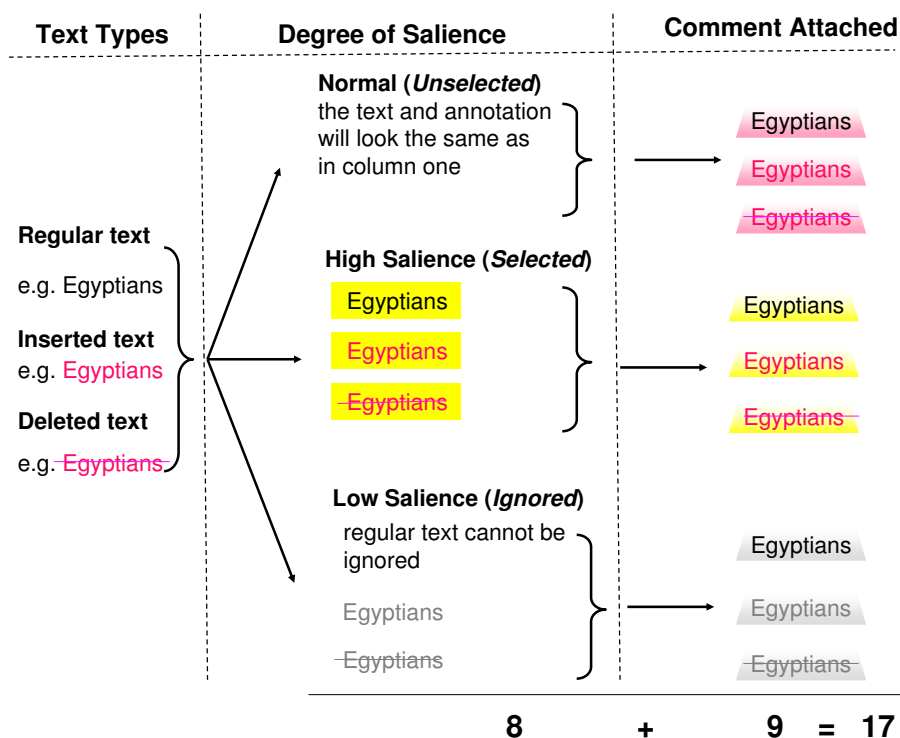 Text Types
Degree of Salience
Comment Attached
Regular text
e.g. Egyptians
Inserted text
e.g. Egyptians
Deleted text
e.g. Egyptians
Normal (Unselected)
the text and annotation
will look the same as
in column one
High Salience (Selected)
Egyptians
Egyptians
Egyptians
Low Salience (Ignored)
regular text cannot be
ignored
Egyptians
Egyptians
Egyptians
Egyptians
Egyptians
Egyptians
Egyptians
Egyptians
Egyptians
Egyptians
Egyptians
8 + 9 = 17